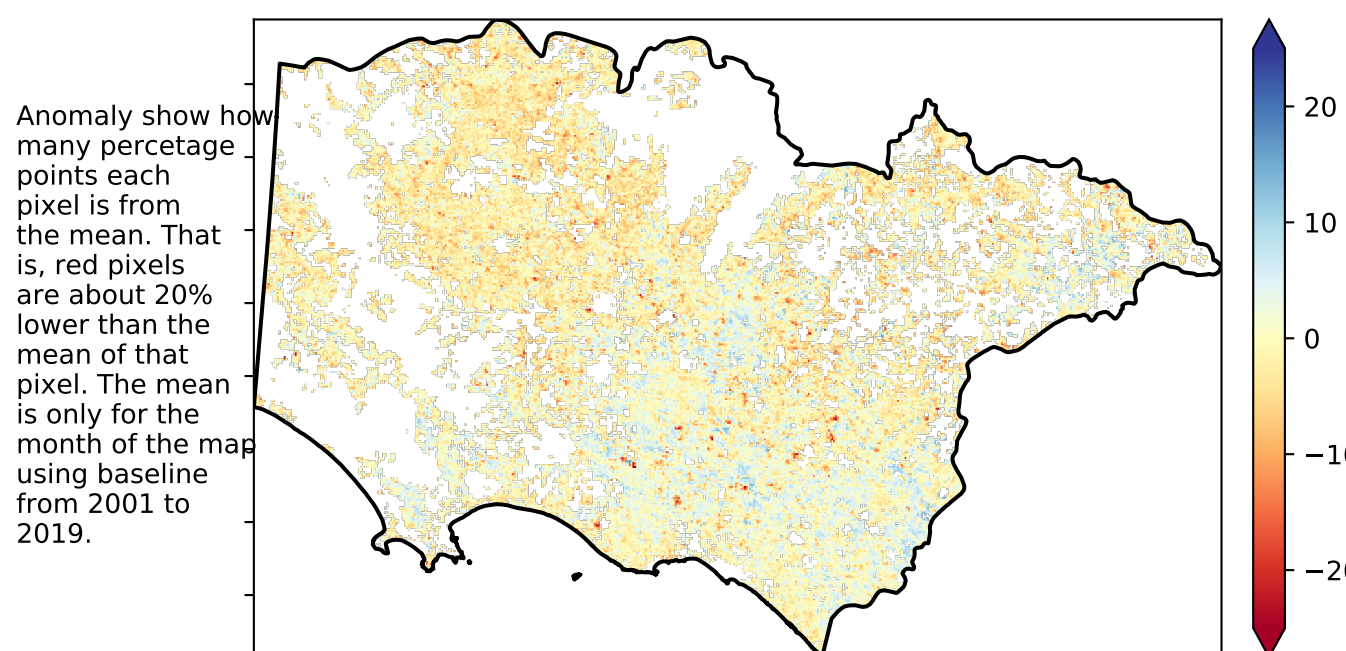 Anomaly show how
many percetage
points each
pixel is from
the mean. That
is, red pixels
are about 20%
lower than the
mean of that
pixel. The mean
is only for the
month of the map
using baseline
from 2001 to
2019.
20
10
0
−10
−20